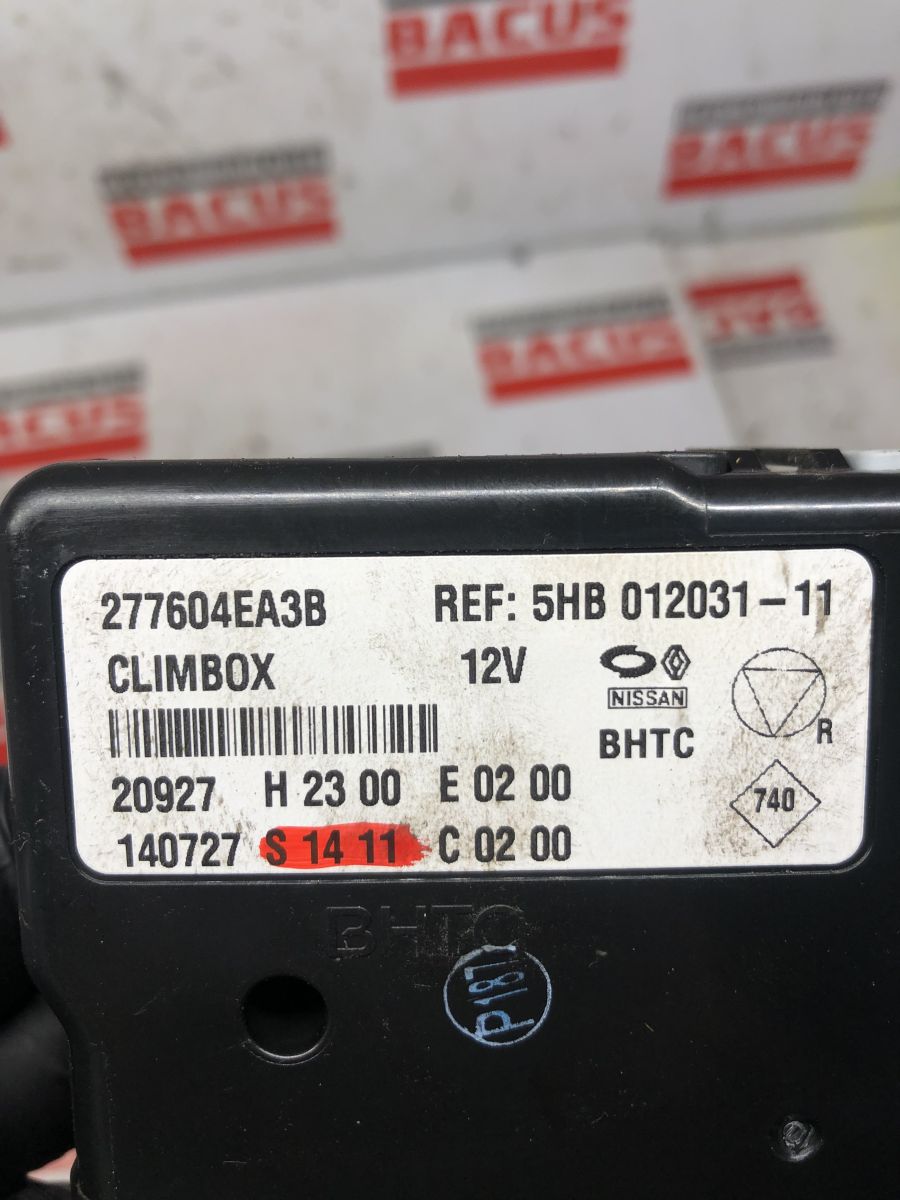 BACUS
BACUS
BACUS
BACUS
BACUS
277604EA3B REF: 5HB 012031-11
CLIMBOX 12V
NISSAN
BHTC
R
20927 H 23 00 E 02 00
740
140727 S 14 11 C 02 00
BHTC
P187